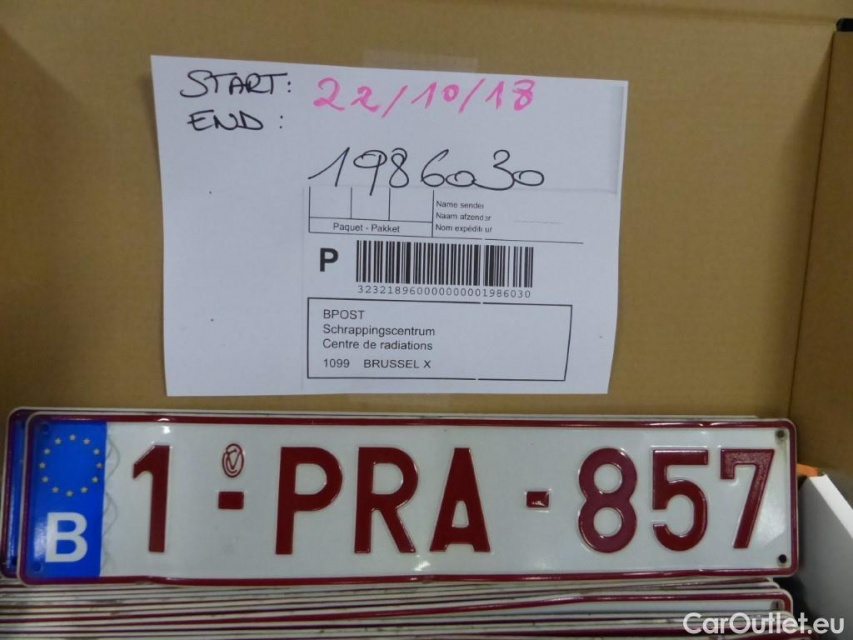 START: 22/10/18
END :
1986030
Name sender
Naam afzender
Paquet - Pakket
Nom expéditeur
P
323218960000000001986030
BPOST
Schrappingscentrum
Centre de radiations
1099 BRUSSEL X
B 1-PRA-857
CarOutlet.eu